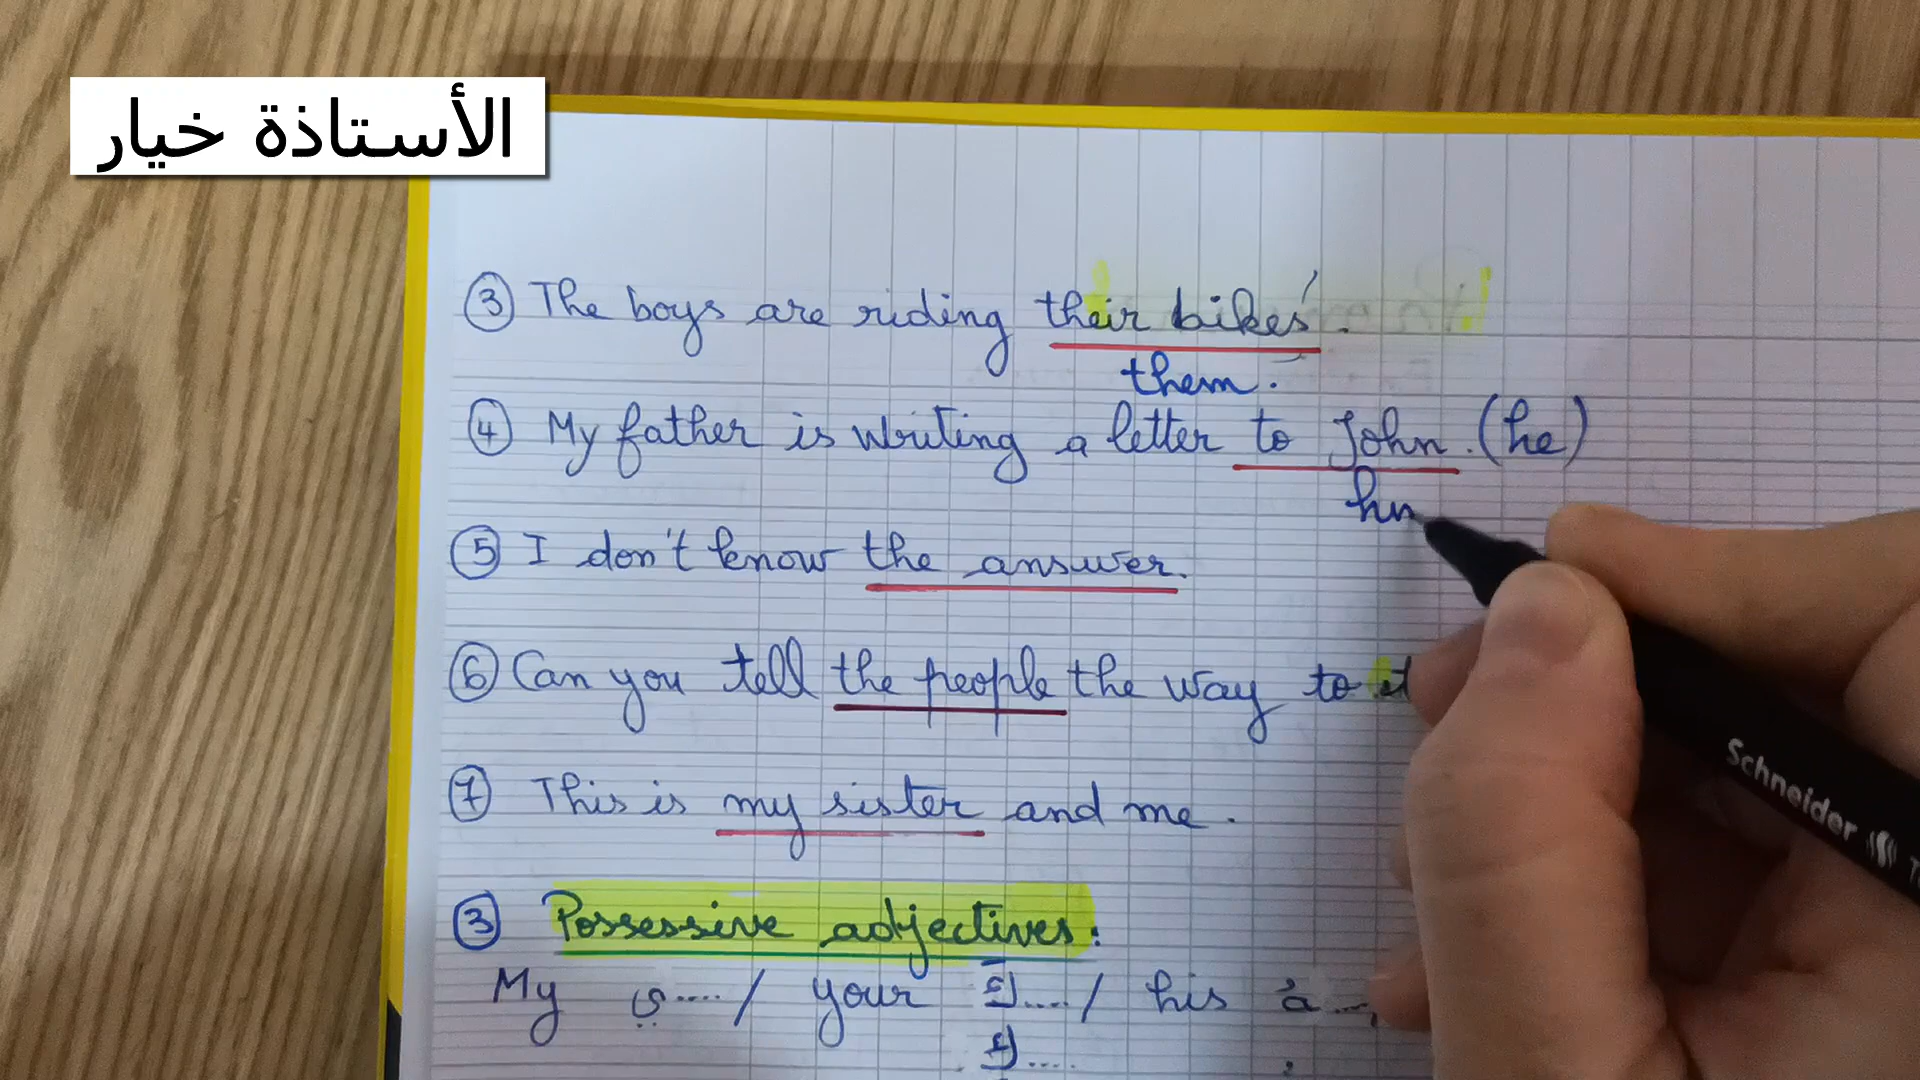 الأستاذة خيار
③ The boys are riding their bikes.
them.
④ My father is writing a letter to John. (he)
⑤ I don't know the answer.
⑥ Can you tell the people the way to
⑦ This is my sister and me.
③ Possessive adjectives:
My ي.... / your ك.... / his ه...
ك....
Schneider